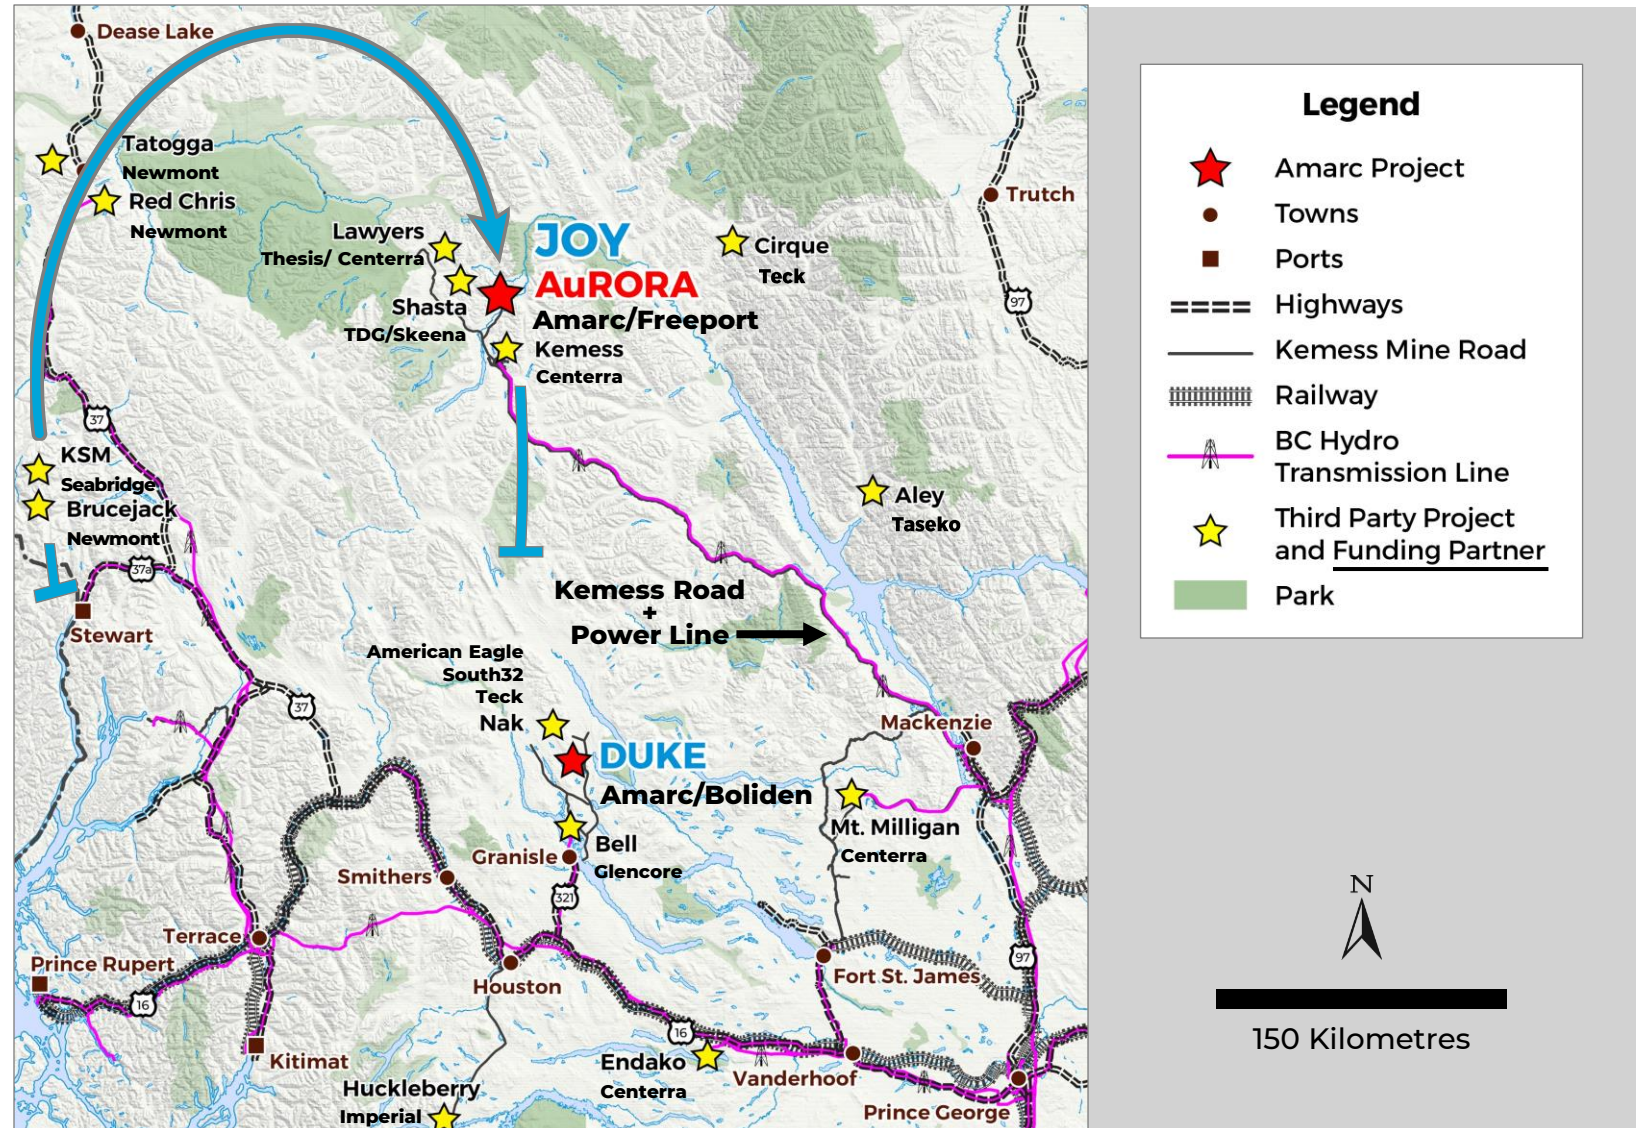 Dease Lake
Tatogga
Newmont
Red Chris
Newmont
Lawyers
Thesis/ Centerra
Shasta
TDG/Skeena
JOY
AuRORA
Amarc/Freeport
Kemess
Centerra
Cirque
Teck
Trutch
97
37
KSM
Seabridge
Brucejack
Newmont
37a
Stewart
Aley
Taseko
Kemess Road
+
Power Line
American Eagle
South32
Teck
Nak
37
DUKE
Amarc/Boliden
Mackenzie
Mt. Milligan
Centerra
Bell
Glencore
Granisle
Smithers
321
Terrace
Prince Rupert
16
Kitimat
Houston
Fort St. James
97
16
Endako
Centerra
Vanderhoof
Prince George
Huckleberry
Imperial
Legend
Amarc Project
Towns
Ports
Highways
Kemess Mine Road
Railway
BC Hydro
Transmission Line
Third Party Project
and Funding Partner
Park
N
150 Kilometres